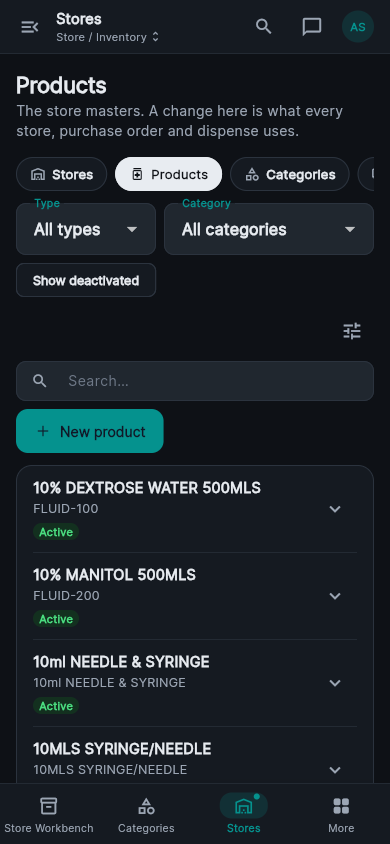 Stores
Store / Inventory
AS
Products
The store masters. A change here is what every
store, purchase order and dispense uses.
Stores
Products
Categories
Type
All types
Category
All categories
Show deactivated
Search...
New product
10% DEXTROSE WATER 500MLS
FLUID-100
Active
10% MANITOL 500MLS
FLUID-200
Active
10ml NEEDLE & SYRINGE
10ml NEEDLE & SYRINGE
Active
10MLS SYRINGE/NEEDLE
10MLS SYRINGE/NEEDLE
Store Workbench
Categories
Stores
More